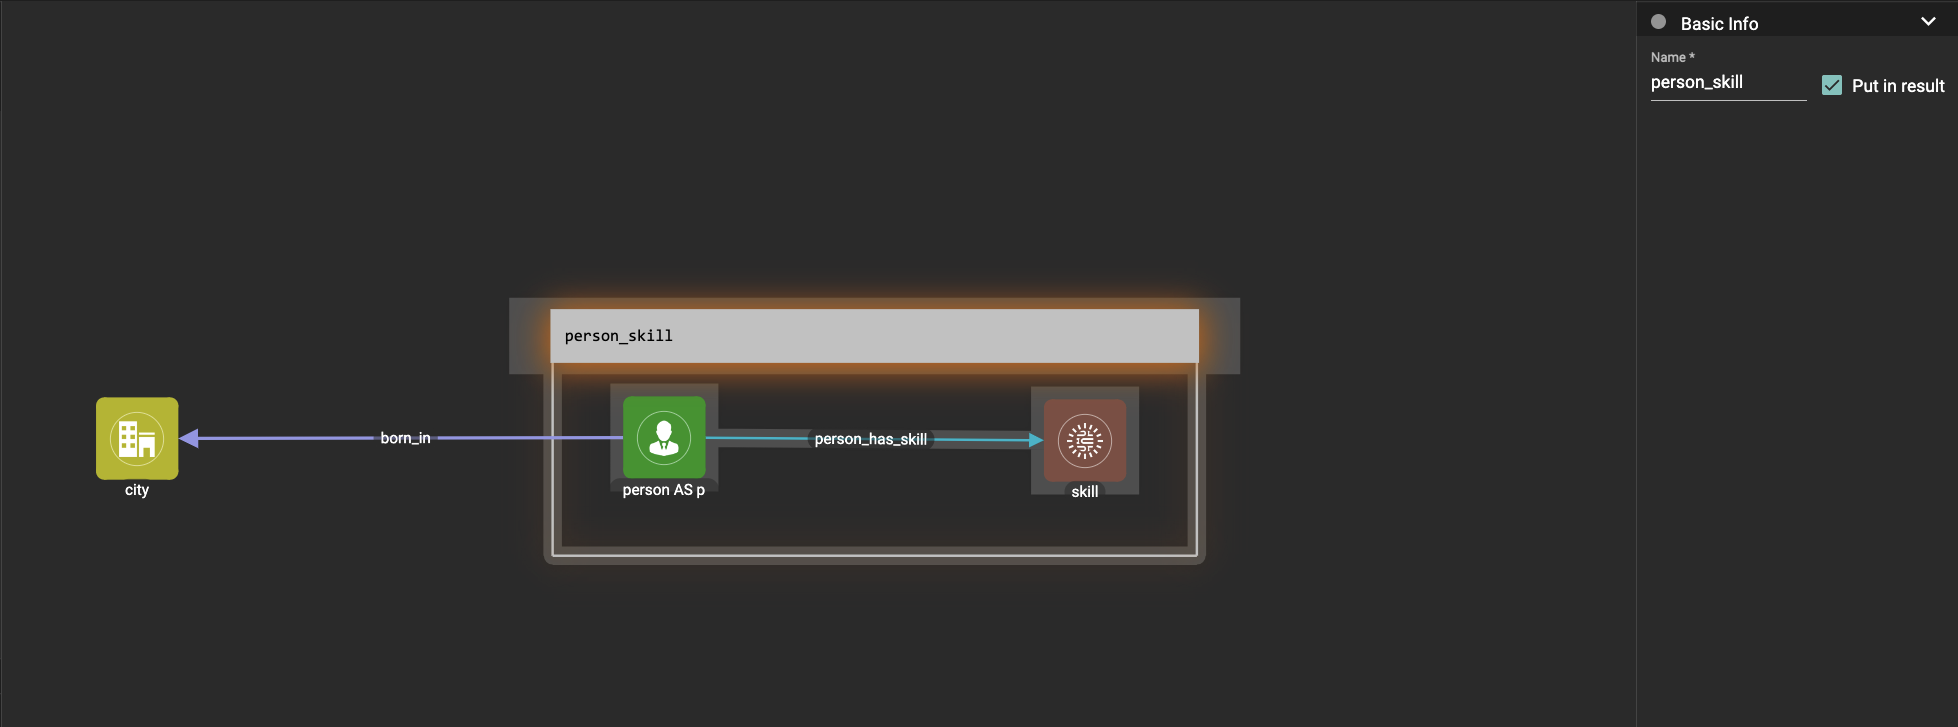 Basic Info
Name *
person_skill
Put in result
person_skill
born_in
person_has_skill
city
person AS p
skill